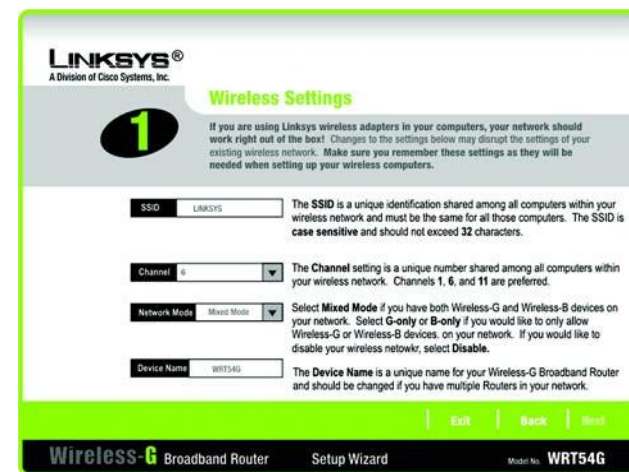 LINKSYS®
A Division of Cisco Systems, Inc.
Wireless Settings
1
If you are using Linksys wireless adapters in your computers, your network should
work right out of the box! Changes to the settings below may disrupt the settings of your
existing wireless network. Make sure you remember these settings as they will be
needed when setting up your wireless computers.
SSID LINKSYS
The SSID is a unique identification shared among all computers within your
wireless network and must be the same for all those computers. The SSID is
case sensitive and should not exceed 32 characters.
Channel 6
The Channel setting is a unique number shared among all computers within
your wireless network. Channels 1, 6, and 11 are preferred.
Network Mode Mixed Mode
Select Mixed Mode if you have both Wireless-G and Wireless-B devices on
your network. Select G-only or B-only if you would like to only allow
Wireless-G or Wireless-B devices. on your network. If you would like to
disable your wireless netowkr, select Disable.
Device Name WRT54G
The Device Name is a unique name for your Wireless-G Broadband Router
and should be changed if you have multiple Routers in your network.
Exit Back Next
Wireless-G Broadband Router Setup Wizard Model No. WRT54G